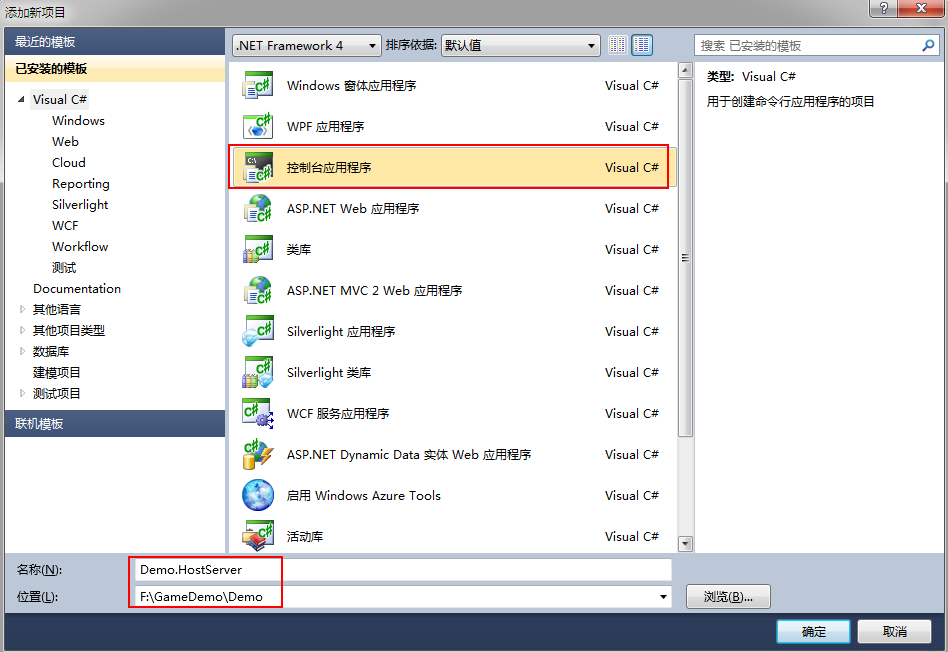 添加新项目
最近的模板
已安装的模板
Visual C#
Windows
Web
Cloud
Reporting
Silverlight
WCF
Workflow
测试
Documentation
其他语言
其他项目类型
数据库
建模项目
测试项目
联机模板
.NET Framework 4 排序依据: 默认值
Windows 窗体应用程序 Visual C#
WPF 应用程序 Visual C#
控制台应用程序 Visual C#
ASP.NET Web 应用程序 Visual C#
类库 Visual C#
ASP.NET MVC 2 Web 应用程序 Visual C#
Silverlight 应用程序 Visual C#
Silverlight 类库 Visual C#
WCF 服务应用程序 Visual C#
ASP.NET Dynamic Data 实体 Web 应用程序 Visual C#
启用 Windows Azure Tools Visual C#
活动库 Visual C#
搜索 已安装的模板
类型: Visual C#
用于创建命令行应用程序的项目
名称(N): Demo.HostServer
位置(L): F:\GameDemo\Demo 浏览(B)...
确定 取消